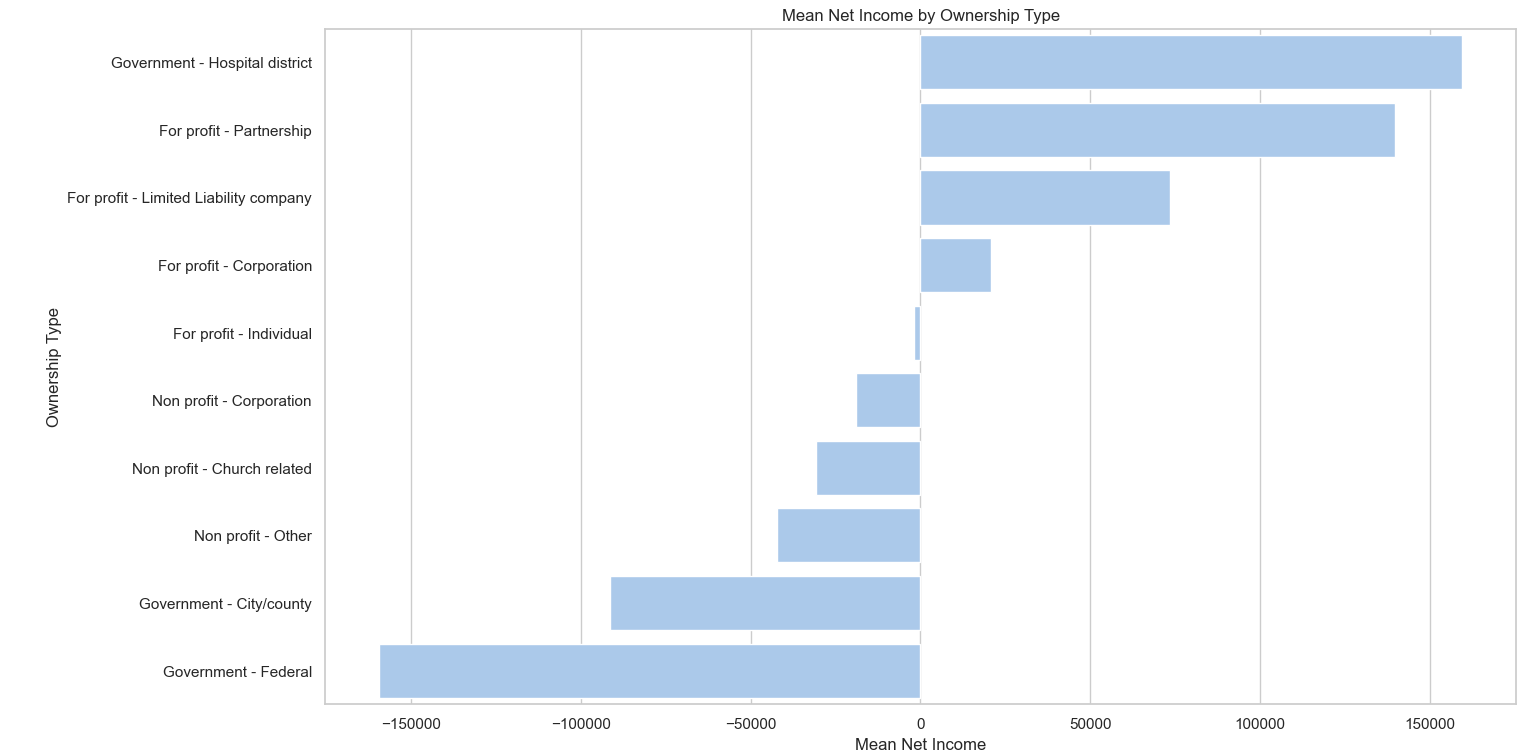 Mean Net Income by Ownership Type
Government - Hospital district
For profit - Partnership
For profit - Limited Liability company
For profit - Corporation
For profit - Individual
Non profit - Corporation
Non profit - Church related
Non profit - Other
Government - City/county
Government - Federal
Ownership Type
−150000 −100000 −50000 0 50000 100000 150000
Mean Net Income